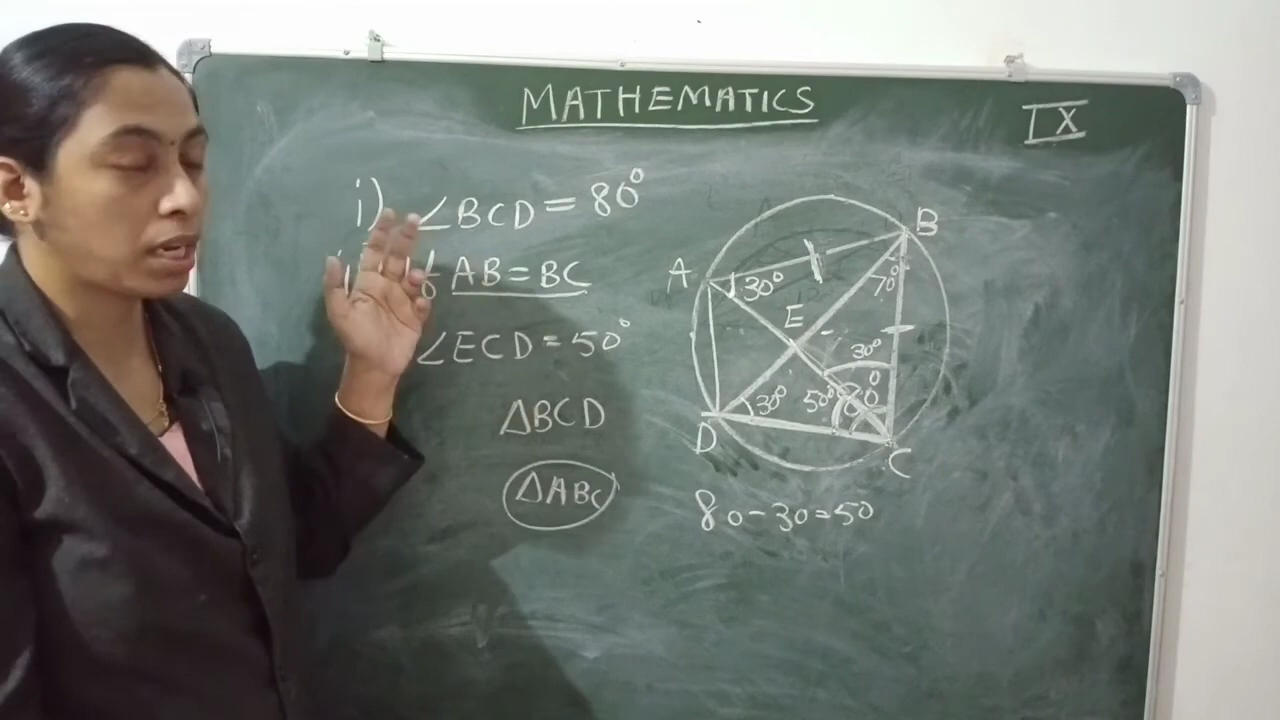 MATHEMATICS
IX
i) ∠BCD = 80°
AB = BC
∠ECD = 50°
△BCD
△ABC
A
B
30°
70°
E
30°
30°
50°
80
D
C
80-30=50